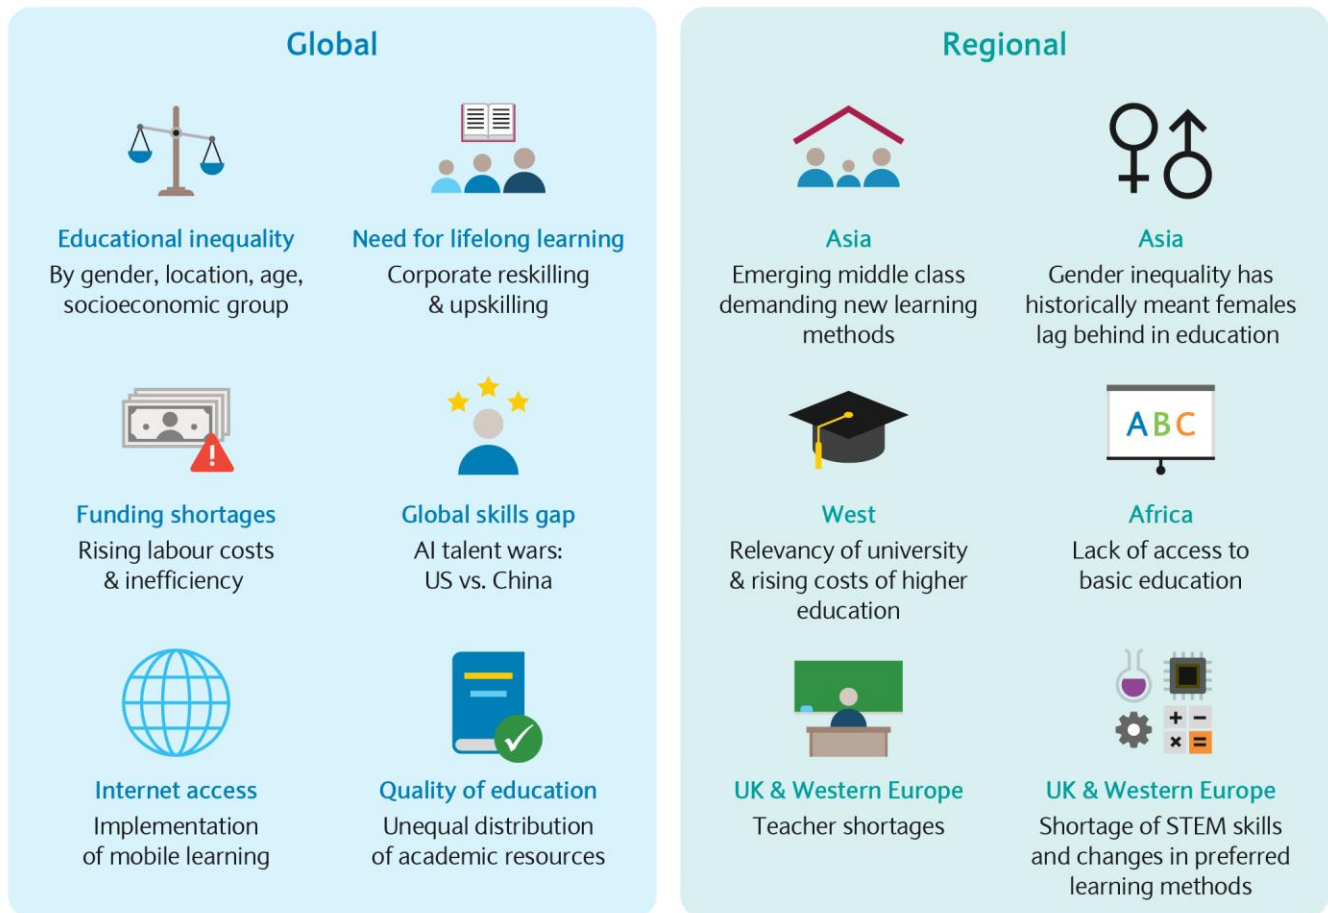 Global
Educational inequality
By gender, location, age,
socioeconomic group
Need for lifelong learning
Corporate reskilling
& upskilling
Funding shortages
Rising labour costs
& inefficiency
Global skills gap
AI talent wars:
US vs. China
Internet access
Implementation
of mobile learning
Quality of education
Unequal distribution
of academic resources
Regional
Asia
Emerging middle class
demanding new learning
methods
Asia
Gender inequality has
historically meant females
lag behind in education
West
Relevancy of university
& rising costs of higher
education
ABC
Africa
Lack of access to
basic education
UK & Western Europe
Teacher shortages
UK & Western Europe
Shortage of STEM skills
and changes in preferred
learning methods